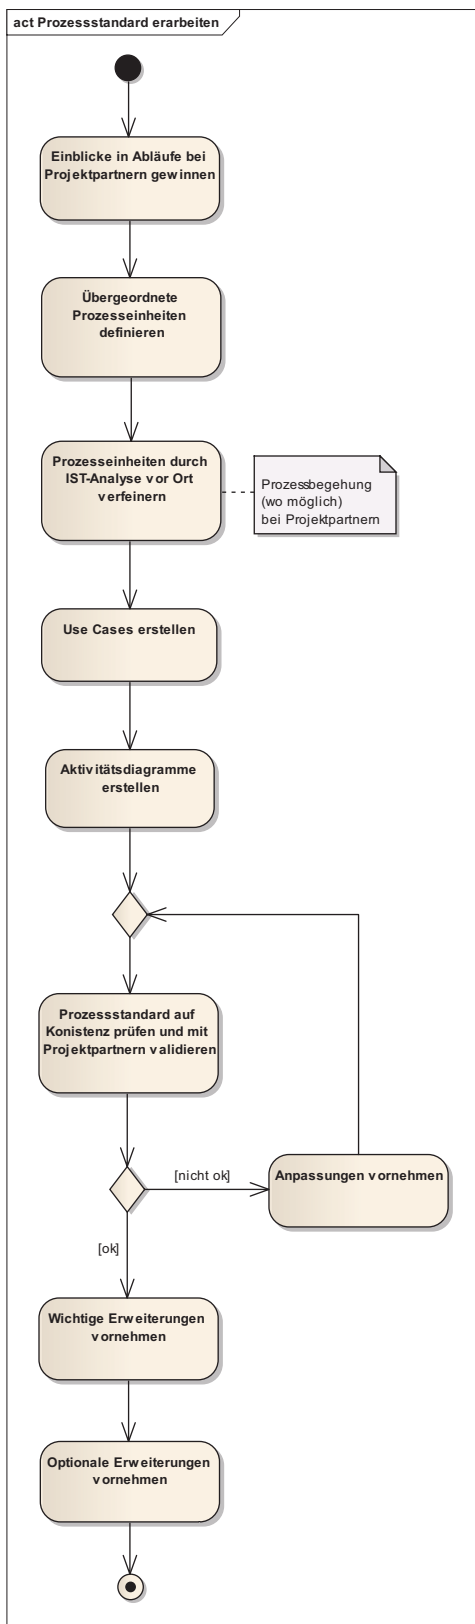 act Prozessstandard erarbeiten
Einblicke in Abläufe bei
Projektpartnern gewinnen
Übergeordnete
Prozesseinheiten
definieren
Prozesseinheiten durch
IST-Analyse vor Ort
verfeinern
Prozessbegehung
(wo möglich)
bei Projektpartnern
Use Cases erstellen
Aktivitätsdiagramme
erstellen
Prozessstandard auf
Konistenz prüfen und mit
Projektpartnern validieren
[nicht ok]
Anpassungen vornehmen
[ok]
Wichtige Erweiterungen
vornehmen
Optionale Erweiterungen
vornehmen